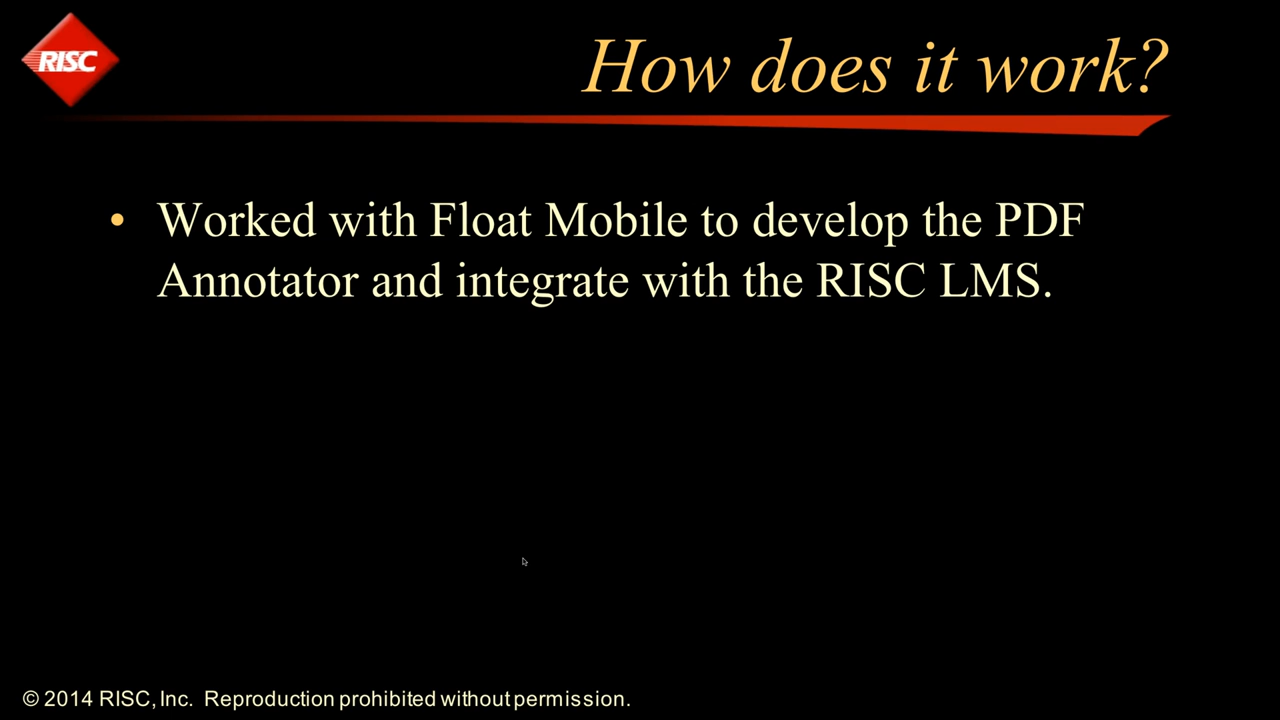 RISC
How does it work?
• Worked with Float Mobile to develop the PDF
Annotator and integrate with the RISC LMS.
© 2014 RISC, Inc. Reproduction prohibited without permission.